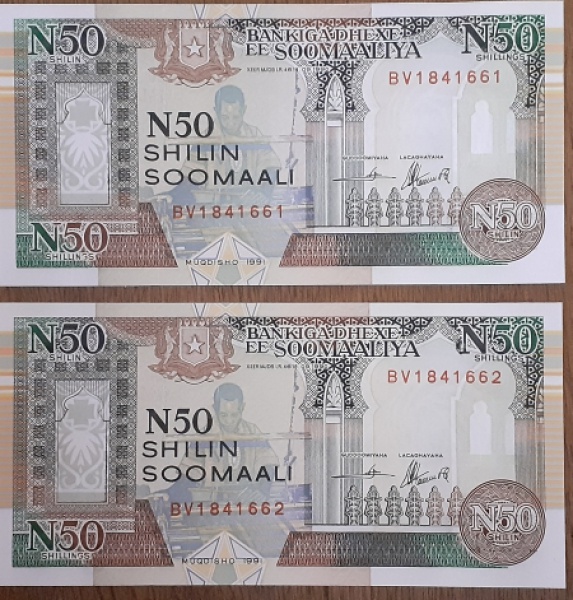 N50 BANKIGA DHEXE N50
SHILIN EE SOOMAALIYA SHILLINGS
BV1841661
N50
SHILIN
SOOMAALI
GUDDOOMIYAHA LACAGHAYAHA
BV1841661
N50 N50
SHILLINGS SHILIN
MUQDISHO 1991
N50 BANKIGA DHEXE N50
SHILIN EE SOOMAALIYA SHILLINGS
BV1841662
N50
SHILIN
SOOMAALI
GUDDOOMIYAHA LACAGHAYAHA
BV1841662
N50 N50
SHILLINGS SHILIN
MUQDISHO 1991